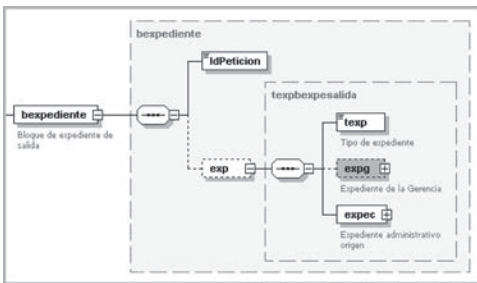 bexpediente
IdPeticion
texpbexpesalida
bexpediente
Bloque de expediente de
salida
texp
Tipo de expediente
exp
expg
Expediente de la Gerencia
expec
Expediente administrativo
origen